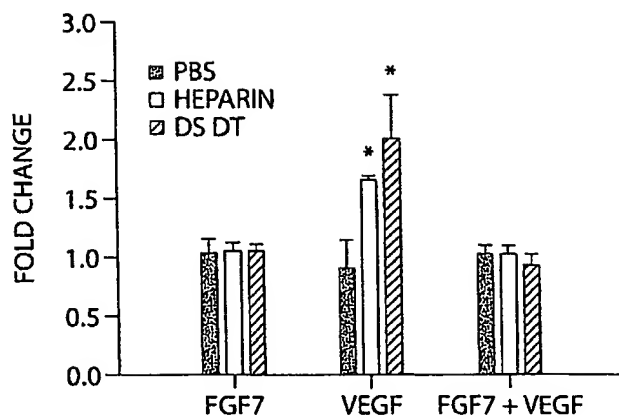 FOLD CHANGE
3.0
2.5
2.0
1.5
1.0
0.5
0.0
PBS
HEPARIN
DS DT
*
*
FGF7
VEGF
FGF7 + VEGF